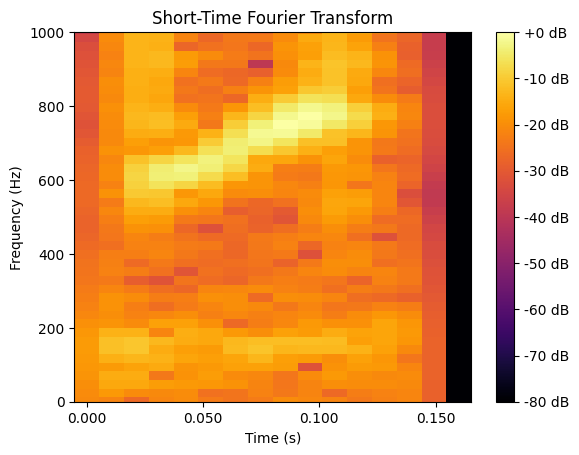 Short-Time Fourier Transform
Frequency (Hz)
1000
800
600
400
200
0
0.000
0.050
0.100
0.150
Time (s)
+0 dB
-10 dB
-20 dB
-30 dB
-40 dB
-50 dB
-60 dB
-70 dB
-80 dB